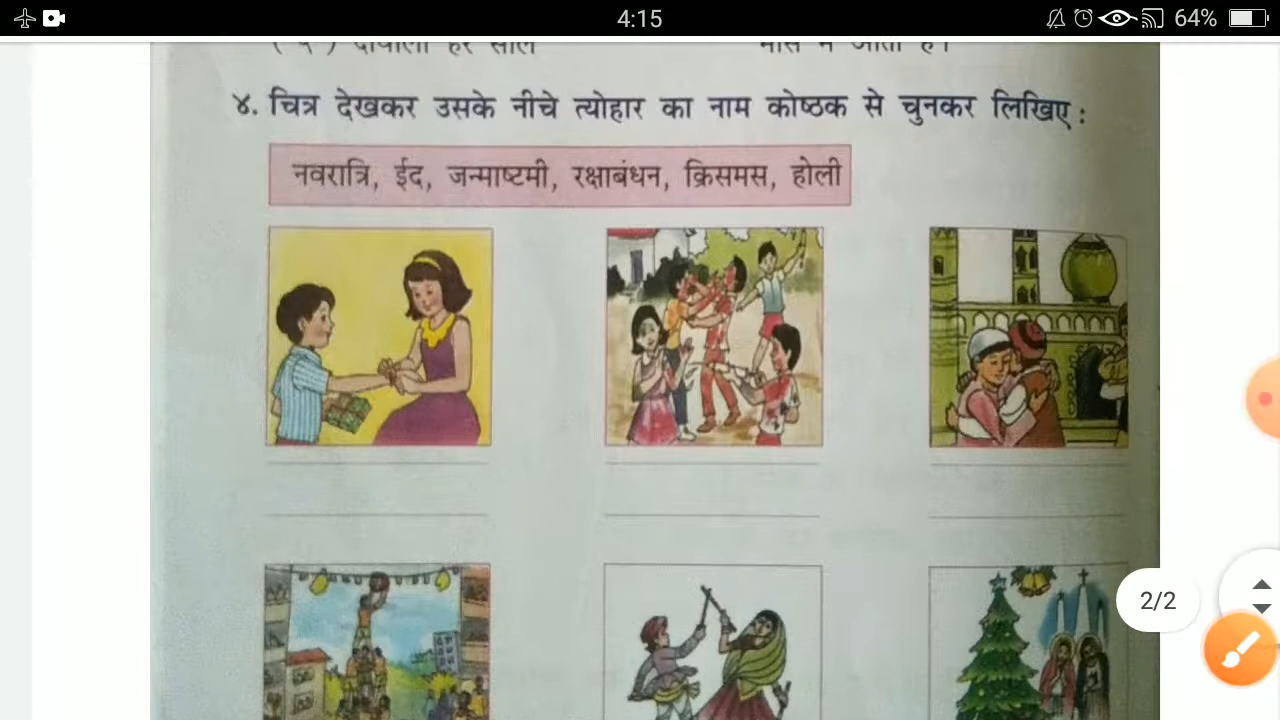 4:15
64%
४. चित्र देखकर उसके नीचे त्योहार का नाम कोष्ठक से चुनकर लिखिए :
नवरात्रि, ईद, जन्माष्टमी, रक्षाबंधन, क्रिसमस, होली
2/2